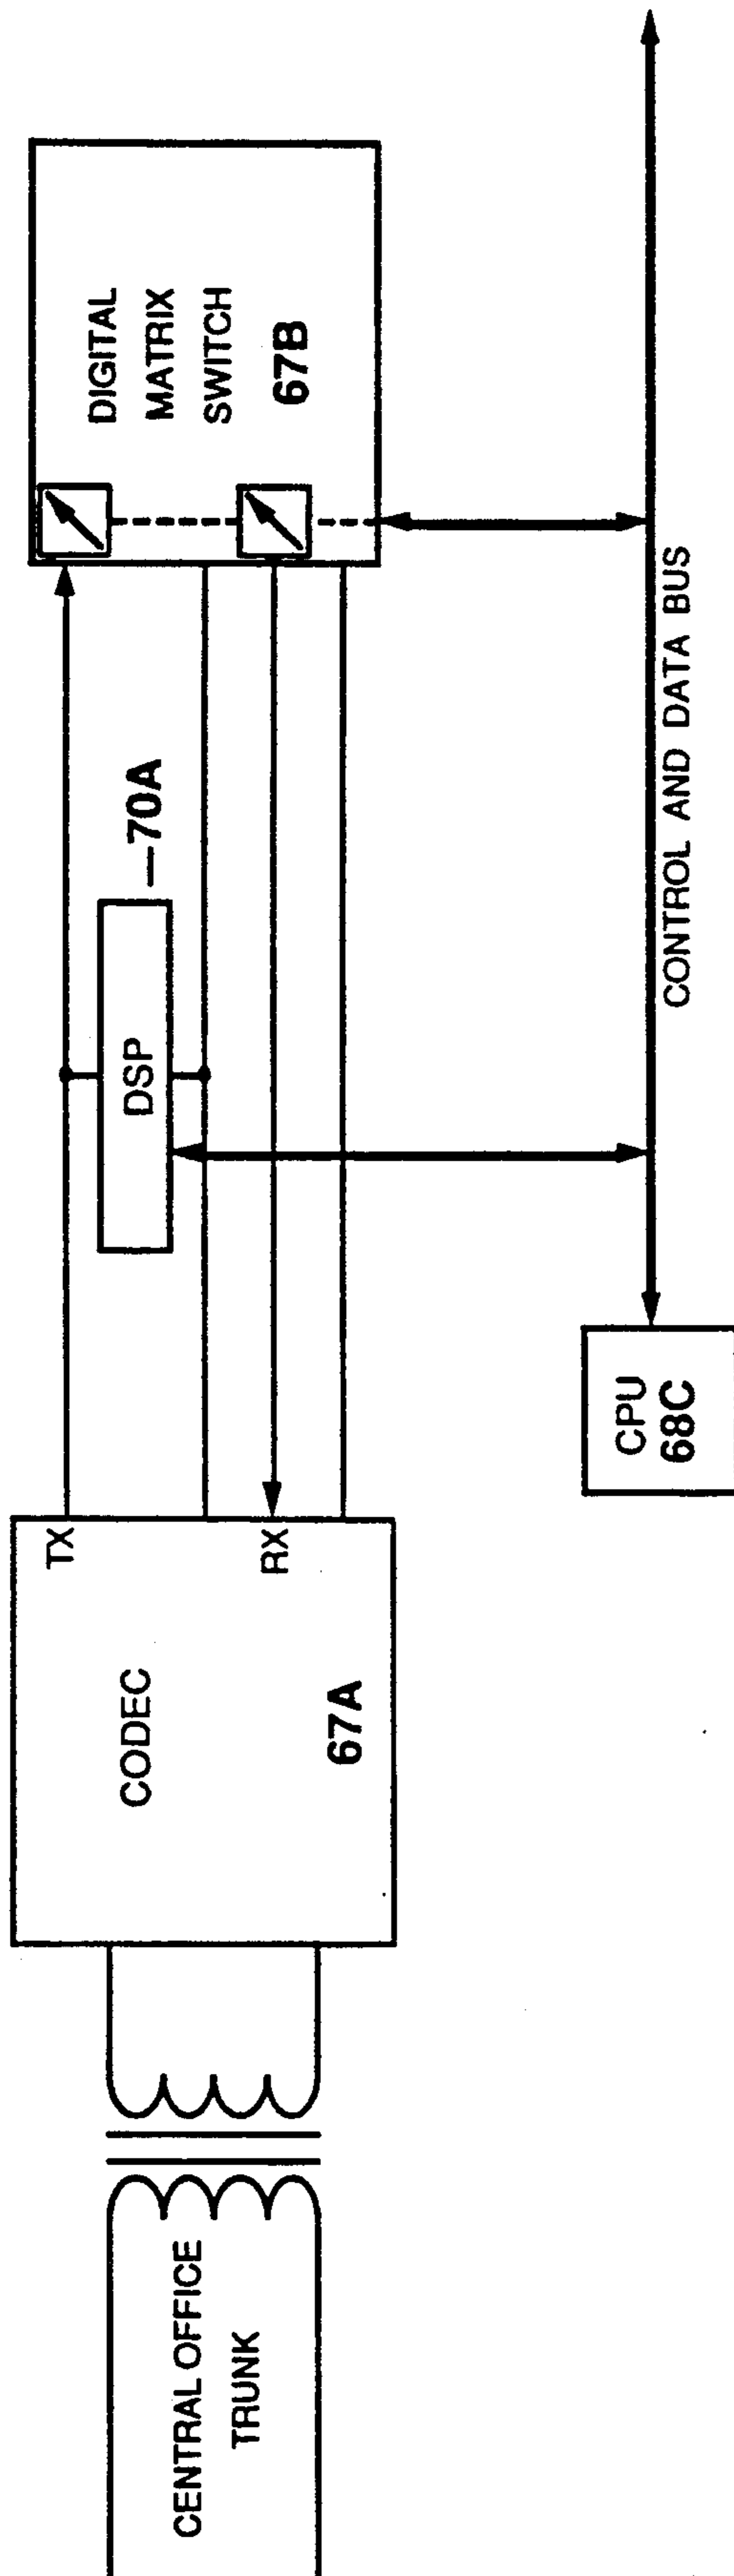 CENTRAL OFFICE
TRUNK
CODEC
67A
TX
RX
DSP
—70A
DIGITAL
MATRIX
SWITCH
67B
CPU
68C
CONTROL AND DATA BUS